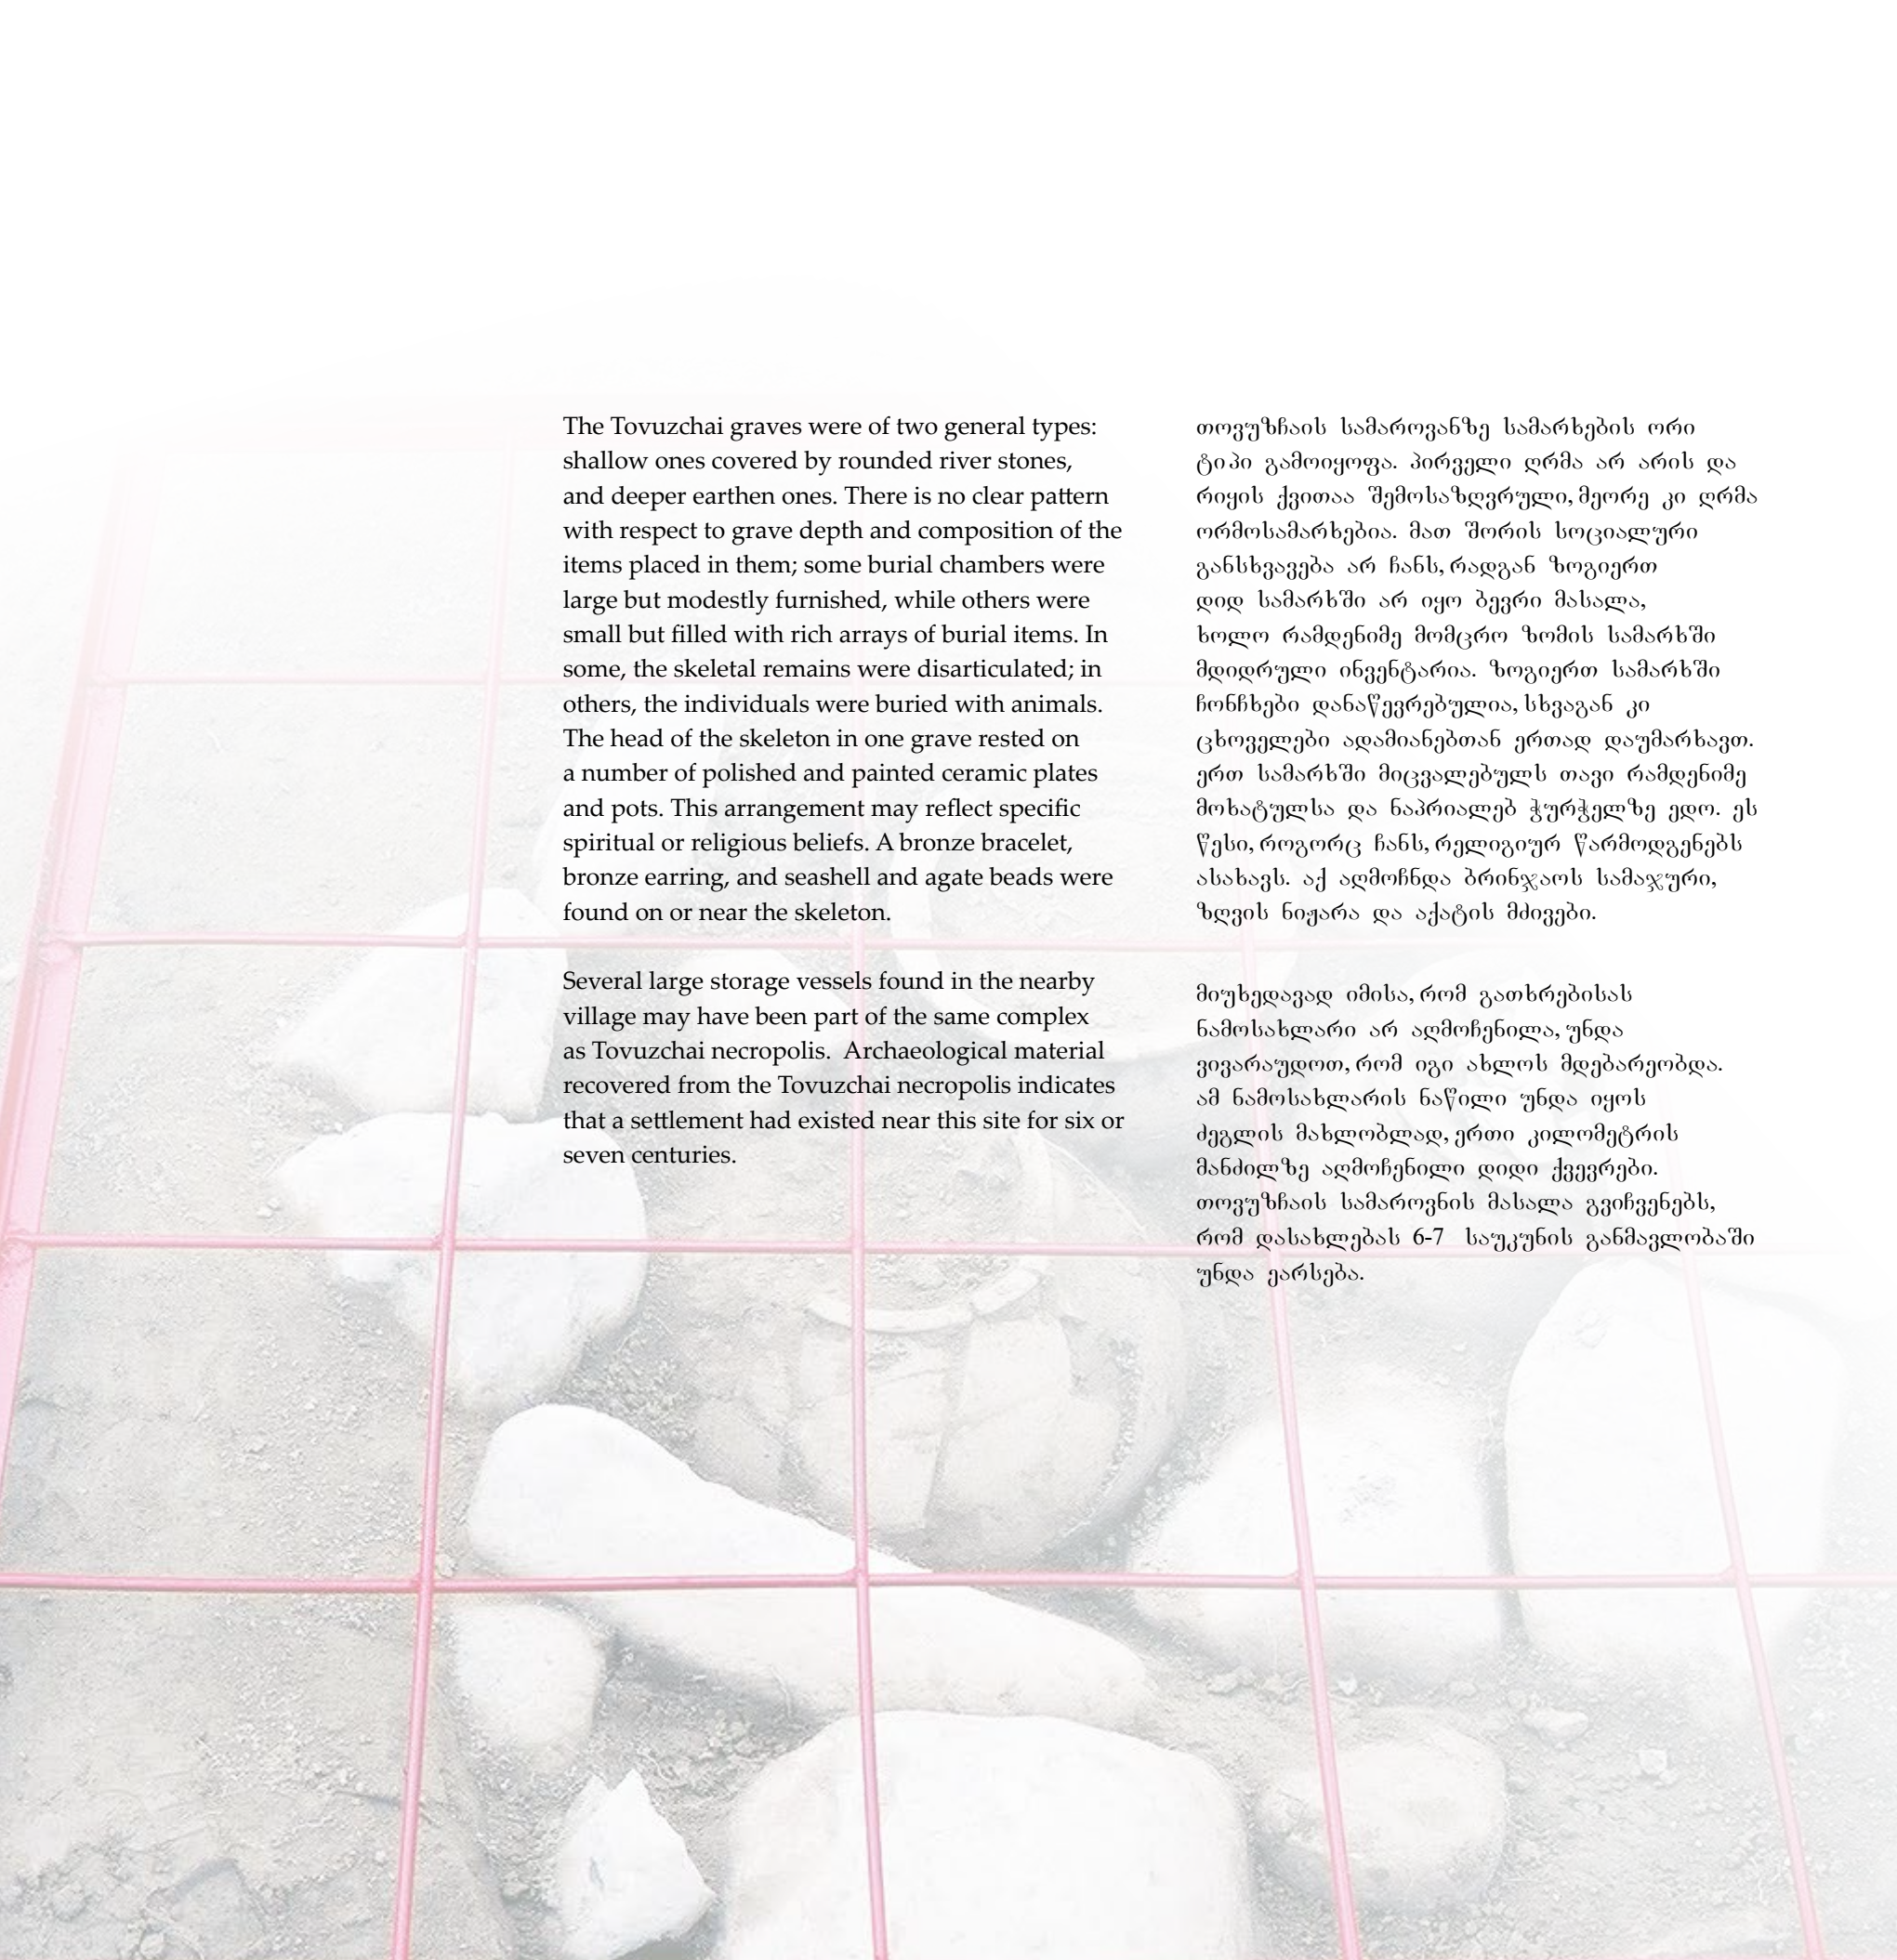 The Tovuzchai graves were of two general types:
shallow ones covered by rounded river stones,
and deeper earthen ones. There is no clear pattern
with respect to grave depth and composition of the
items placed in them; some burial chambers were
large but modestly furnished, while others were
small but filled with rich arrays of burial items. In
some, the skeletal remains were disarticulated; in
others, the individuals were buried with animals.
The head of the skeleton in one grave rested on
a number of polished and painted ceramic plates
and pots. This arrangement may reflect specific
spiritual or religious beliefs. A bronze bracelet,
bronze earring, and seashell and agate beads were
found on or near the skeleton.
Several large storage vessels found in the nearby
village may have been part of the same complex
as Tovuzchai necropolis. Archaeological material
recovered from the Tovuzchai necropolis indicates
that a settlement had existed near this site for six or
seven centuries.
თოვუზჩაის სამაროვანზე სამარხების ორი
ტიპი გამოიყოფა. პირველი ღრმა არ არის და
რიყის ქვითაა შემოსაზღვრული, მეორე კი ღრმა
ორმოსამარხებია. მათ შორის სოციალური
განსხვავება არ ჩანს, რადგან ზოგიერთ
დიდ სამარხში არ იყო ბევრი მასალა,
ხოლო რამდენიმე მომცრო ზომის სამარხში
მდიდრული ინვენტარია. ზოგიერთ სამარხში
ჩონჩხები დანაწევრებულია, სხვაგან კი
ცხოველები ადამიანებთან ერთად დაუმარხავთ.
ერთ სამარხში მიცვალებულს თავი რამდენიმე
მოხატულსა და ნაპრიალებ ჭურჭელზე ედო. ეს
წესი, როგორც ჩანს, რელიგიურ წარმოდგენებს
ასახავს. აქ აღმოჩნდა ბრინჯაოს სამაჯური,
ზღვის ნიჟარა და აქატის მძივები.
მიუხედავად იმისა, რომ გათხრებისას
ნამოსახლარი არ აღმოჩენილა, უნდა
ვივარაუდოთ, რომ იგი ახლოს მდებარეობდა.
ამ ნამოსახლარის ნაწილი უნდა იყოს
ძეგლის მახლობლად, ერთი კილომეტრის
მანძილზე აღმოჩენილი დიდი ქვევრები.
თოვუზჩაის სამაროვნის მასალა გვიჩვენებს,
რომ დასახლებას 6-7 საუკუნის განმავლობაში
უნდა ეარსება.